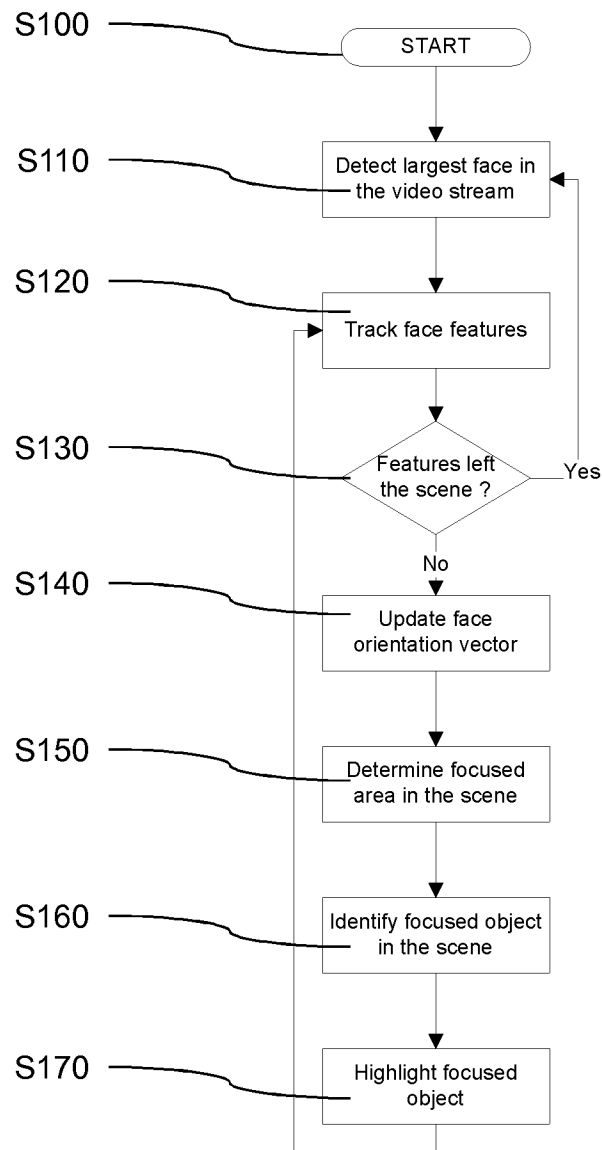 S100
START
S110
Detect largest face in
the video stream
S120
Track face features
S130
Features left
the scene ?
Yes
No
S140
Update face
orientation vector
S150
Determine focused
area in the scene
S160
Identify focused object
in the scene
S170
Highlight focused
object